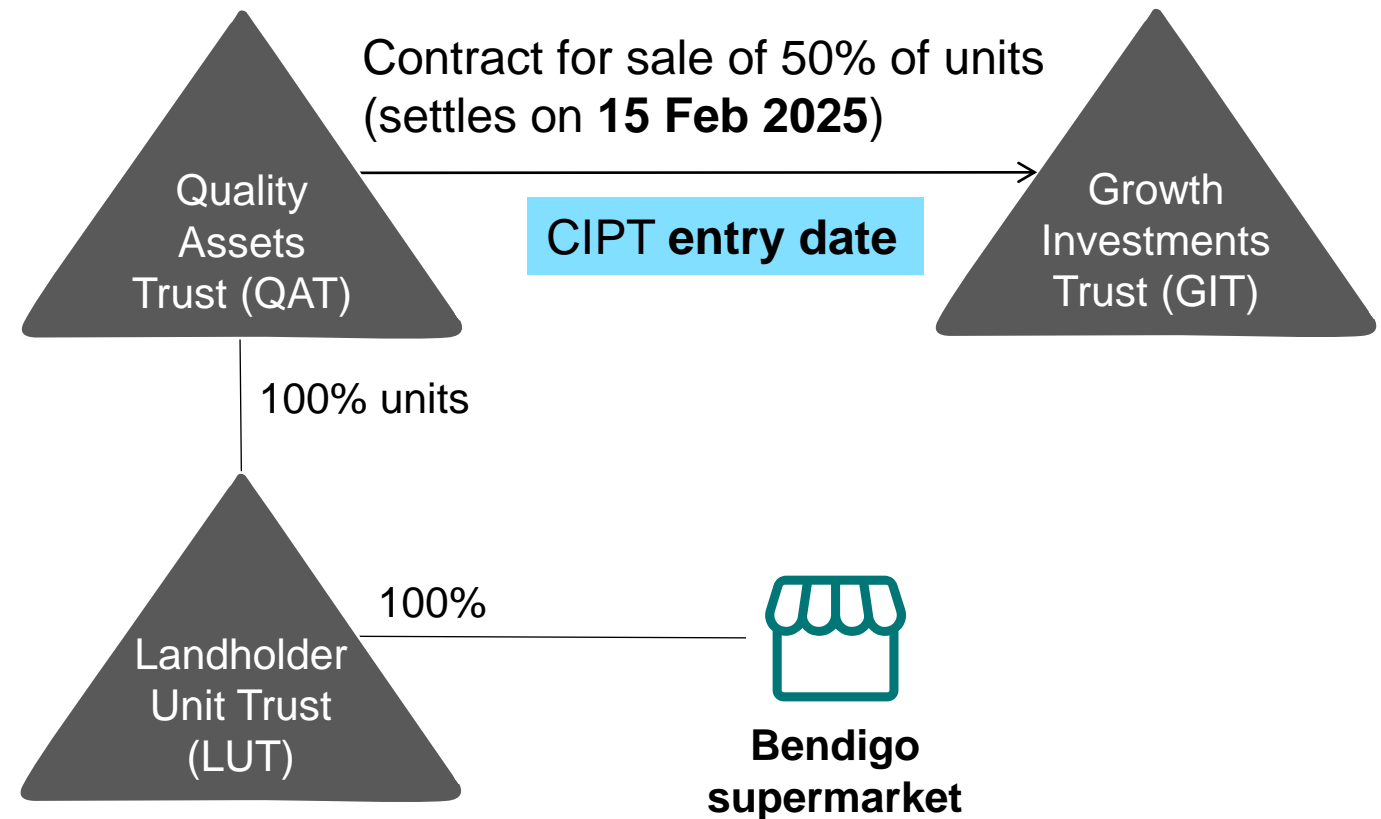 Contract for sale of 50% of units
(settles on 15 Feb 2025)
Quality
Assets
Trust (QAT)
CIPT entry date
Growth
Investments
Trust (GIT)
100% units
Landholder
Unit Trust
(LUT)
100%
Bendigo
supermarket